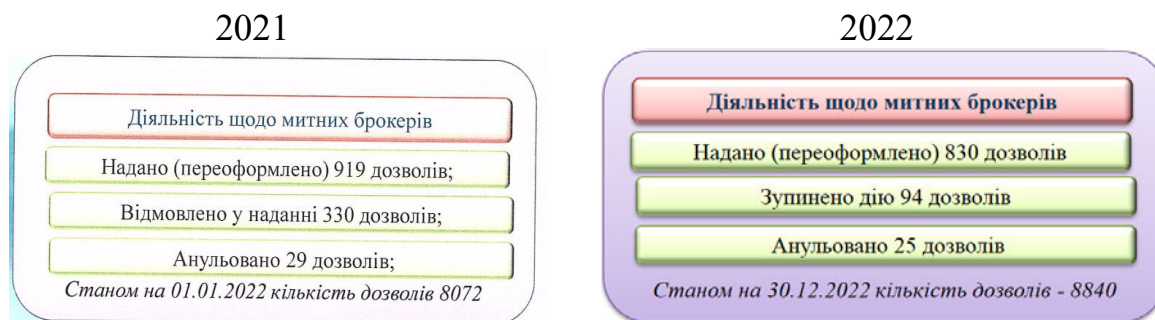 2021
Діяльність щодо митних брокерів
Надано (переоформлено) 919 дозволів;
Відмовлено у наданні 330 дозволів;
Анульовано 29 дозволів;
Станом на 01.01.2022 кількість дозволів 8072
2022
Діяльність щодо митних брокерів
Надано (переоформлено) 830 дозволів
Зупинено дію 94 дозволів
Анульовано 25 дозволів
Станом на 30.12.2022 кількість дозволів - 8840